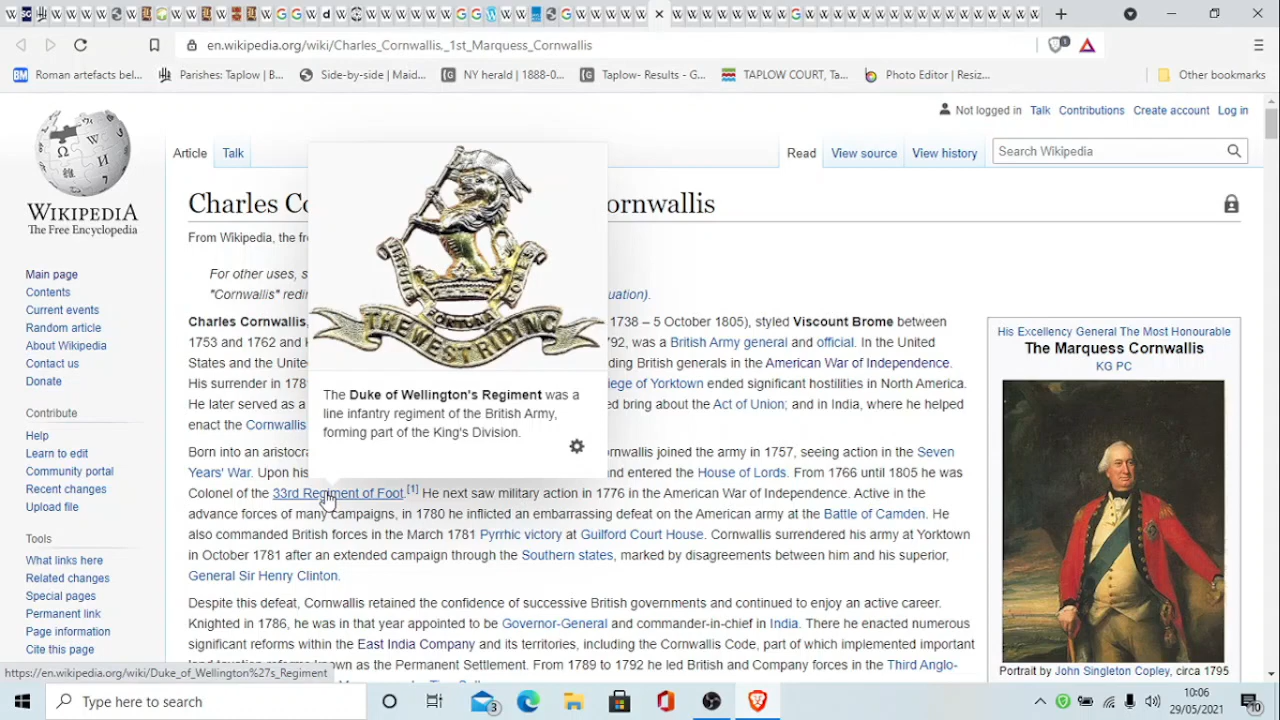 en.wikipedia.org/wiki/Charles_Cornwallis,_1st_Marquess_Cornwallis
1
BM Roman artefacts bel...
Parishes: Taplow | B...
Side-by-side | Maid...
NY herald | 1888-0...
Taplow- Results - G...
TAPLOW COURT, Ta...
Photo Editor | Resiz...
Other bookmarks
Not logged in Talk Contributions Create account Log in
Article Talk
Read View source View history
Search Wikipedia
WIKIPEDIA
The Free Encyclopedia
Charles Co
ornwallis
From Wikipedia, the fr
For other uses, s
"Cornwallis" redir
uation).
VIRTUTIS
FORTUNA
COMES
THE WEST RIDING
The Duke of Wellington's Regiment was a
line infantry regiment of the British Army,
forming part of the King's Division.
Charles Cornwallis,
1738 – 5 October 1805), styled Viscount Brome between
1753 and 1762 and
792, was a British Army general and official. In the United
States and the Unite
ding British generals in the American War of Independence.
His surrender in 178
iege of Yorktown ended significant hostilities in North America.
He later served as a
d bring about the Act of Union; and in India, where he helped
enact the Cornwallis
Born into an aristocra
ornwallis joined the army in 1757, seeing action in the Seven
Years' War. Upon his
and entered the House of Lords. From 1766 until 1805 he was
Colonel of the 33rd Regiment of Foot.[1] He next saw military action in 1776 in the American War of Independence. Active in the
advance forces of many campaigns, in 1780 he inflicted an embarrassing defeat on the American army at the Battle of Camden. He
also commanded British forces in the March 1781 Pyrrhic victory at Guilford Court House. Cornwallis surrendered his army at Yorktown
in October 1781 after an extended campaign through the Southern states, marked by disagreements between him and his superior,
General Sir Henry Clinton.
Despite this defeat, Cornwallis retained the confidence of successive British governments and continued to enjoy an active career.
Knighted in 1786, he was in that year appointed to be Governor-General and commander-in-chief in India. There he enacted numerous
significant reforms within the East India Company and its territories, including the Cornwallis Code, part of which implemented important
known as the Permanent Settlement. From 1789 to 1792 he led British and Company forces in the Third Anglo-
His Excellency General The Most Honourable
The Marquess Cornwallis
KG PC
Portrait by John Singleton Copley, circa 1795
Main page
Contents
Current events
Random article
About Wikipedia
Contact us
Donate
Contribute
Help
Learn to edit
Community portal
Recent changes
Upload file
Tools
What links here
Related changes
Special pages
Permanent link
Page information
Cite this page
https://en.wikipedia.org/wiki/Duke_of_Wellington%27s_Regiment
Type here to search
3
10:06
29/05/2021
10